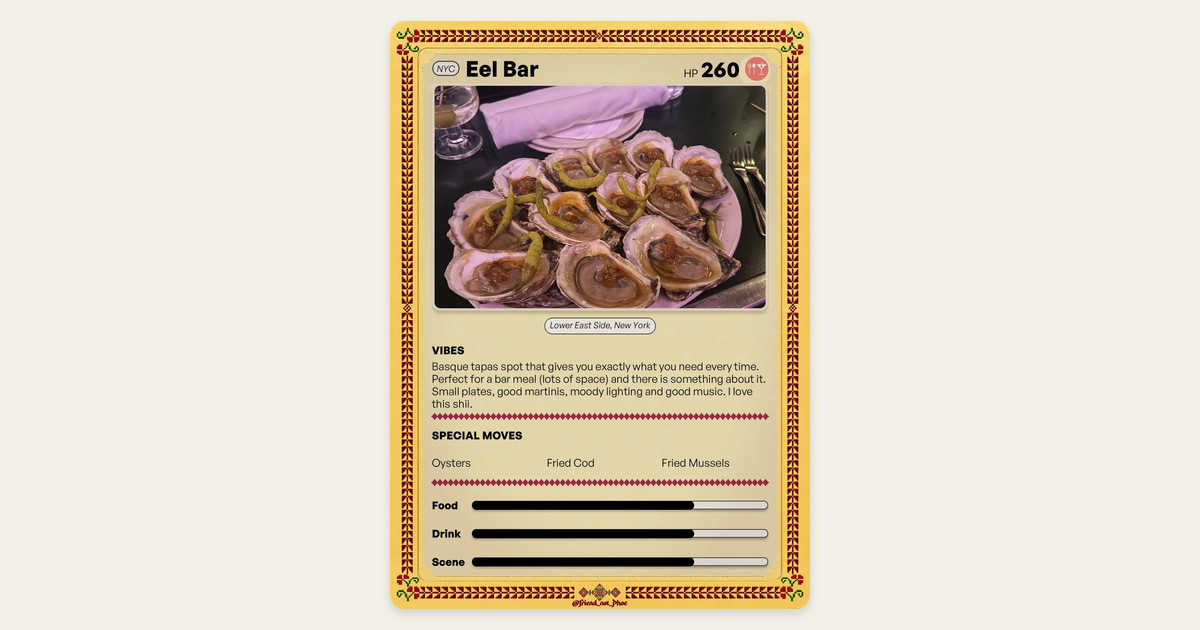 NYC Eel Bar HP 260
Lower East Side, New York
VIBES
Basque tapas spot that gives you exactly what you need every time.
Perfect for a bar meal (lots of space) and there is something about it.
Small plates, good martinis, moody lighting and good music. I love
this shii.
SPECIAL MOVES
Oysters Fried Cod Fried Mussels
Food
Drink
Scene
@friend_not_phoe